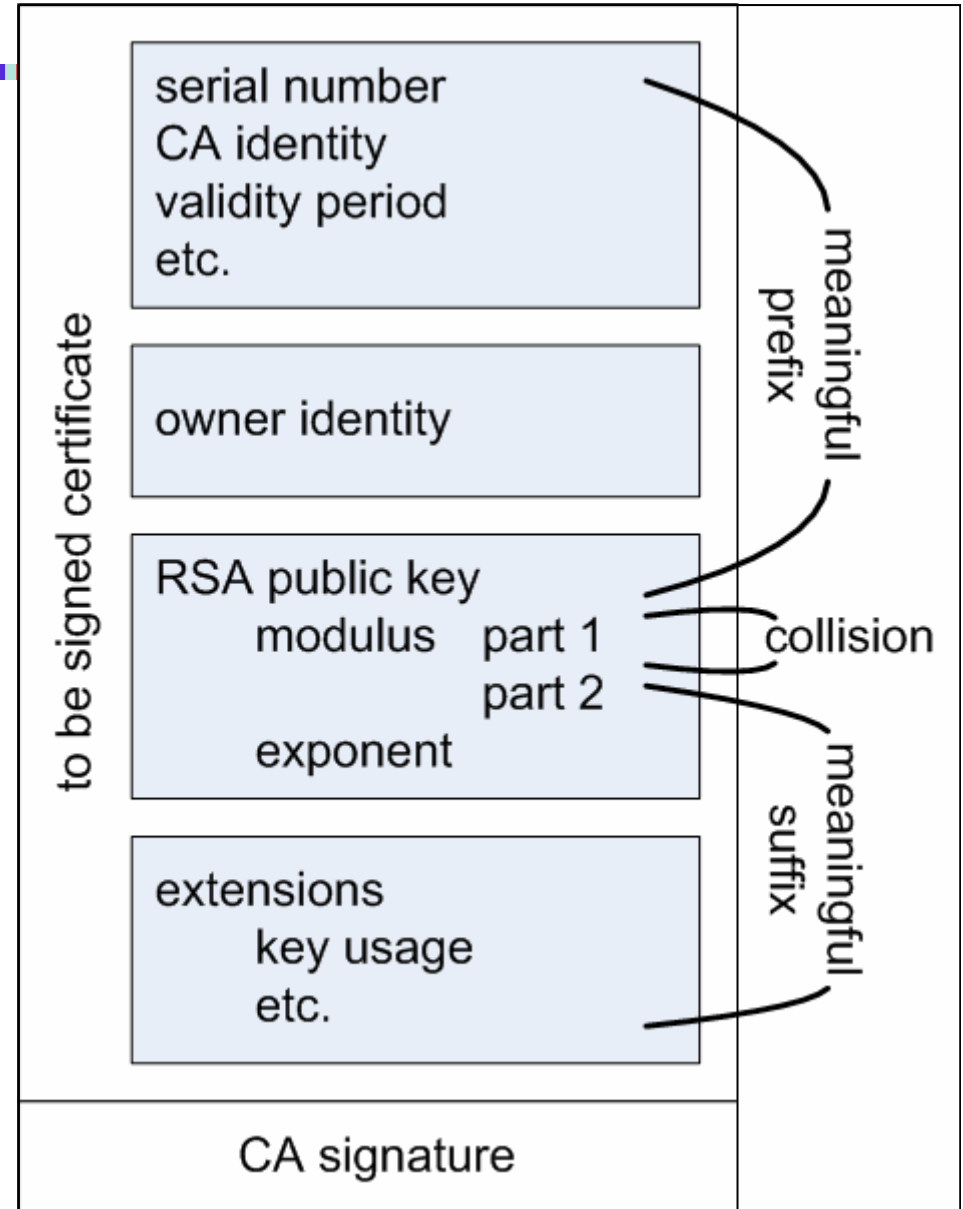 to be signed certificate
serial number
CA identity
validity period
etc.
owner identity
RSA public key
modulus part 1
part 2
exponent
extensions
key usage
etc.
CA signature
meaningful
prefix
collision
meaningful
suffix